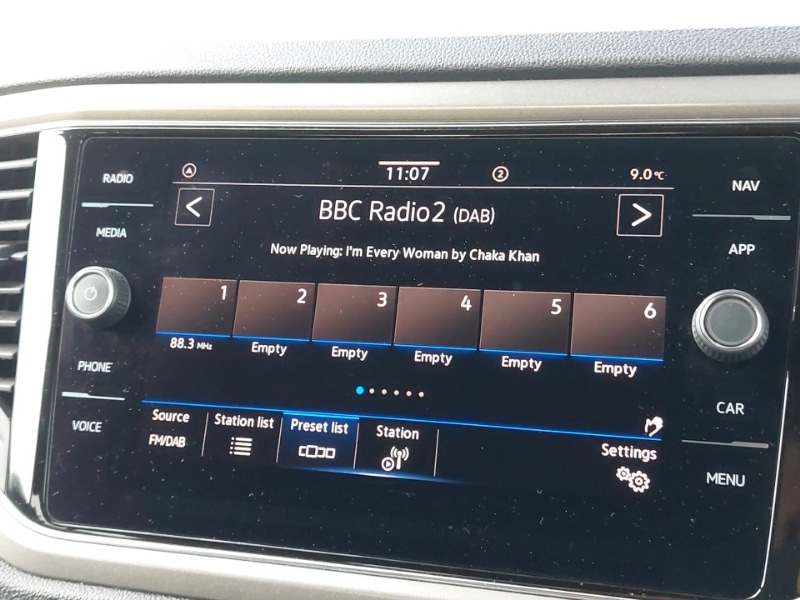 RADIO
MEDIA
PHONE
VOICE
11:07
2
9.0°C
< BBC Radio2 (DAB) >
Now Playing: I'm Every Woman by Chaka Khan
1 2 3 4 5 6
88.3 MHz Empty Empty Empty Empty Empty
Source Station list Preset list Station Settings
FM/DAB
NAV
APP
CAR
MENU